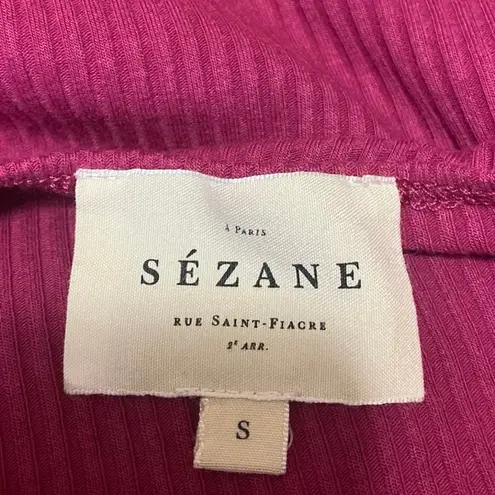 À PARIS
SÉZANE
RUE SAINT-FIACRE
2E ARR.
S